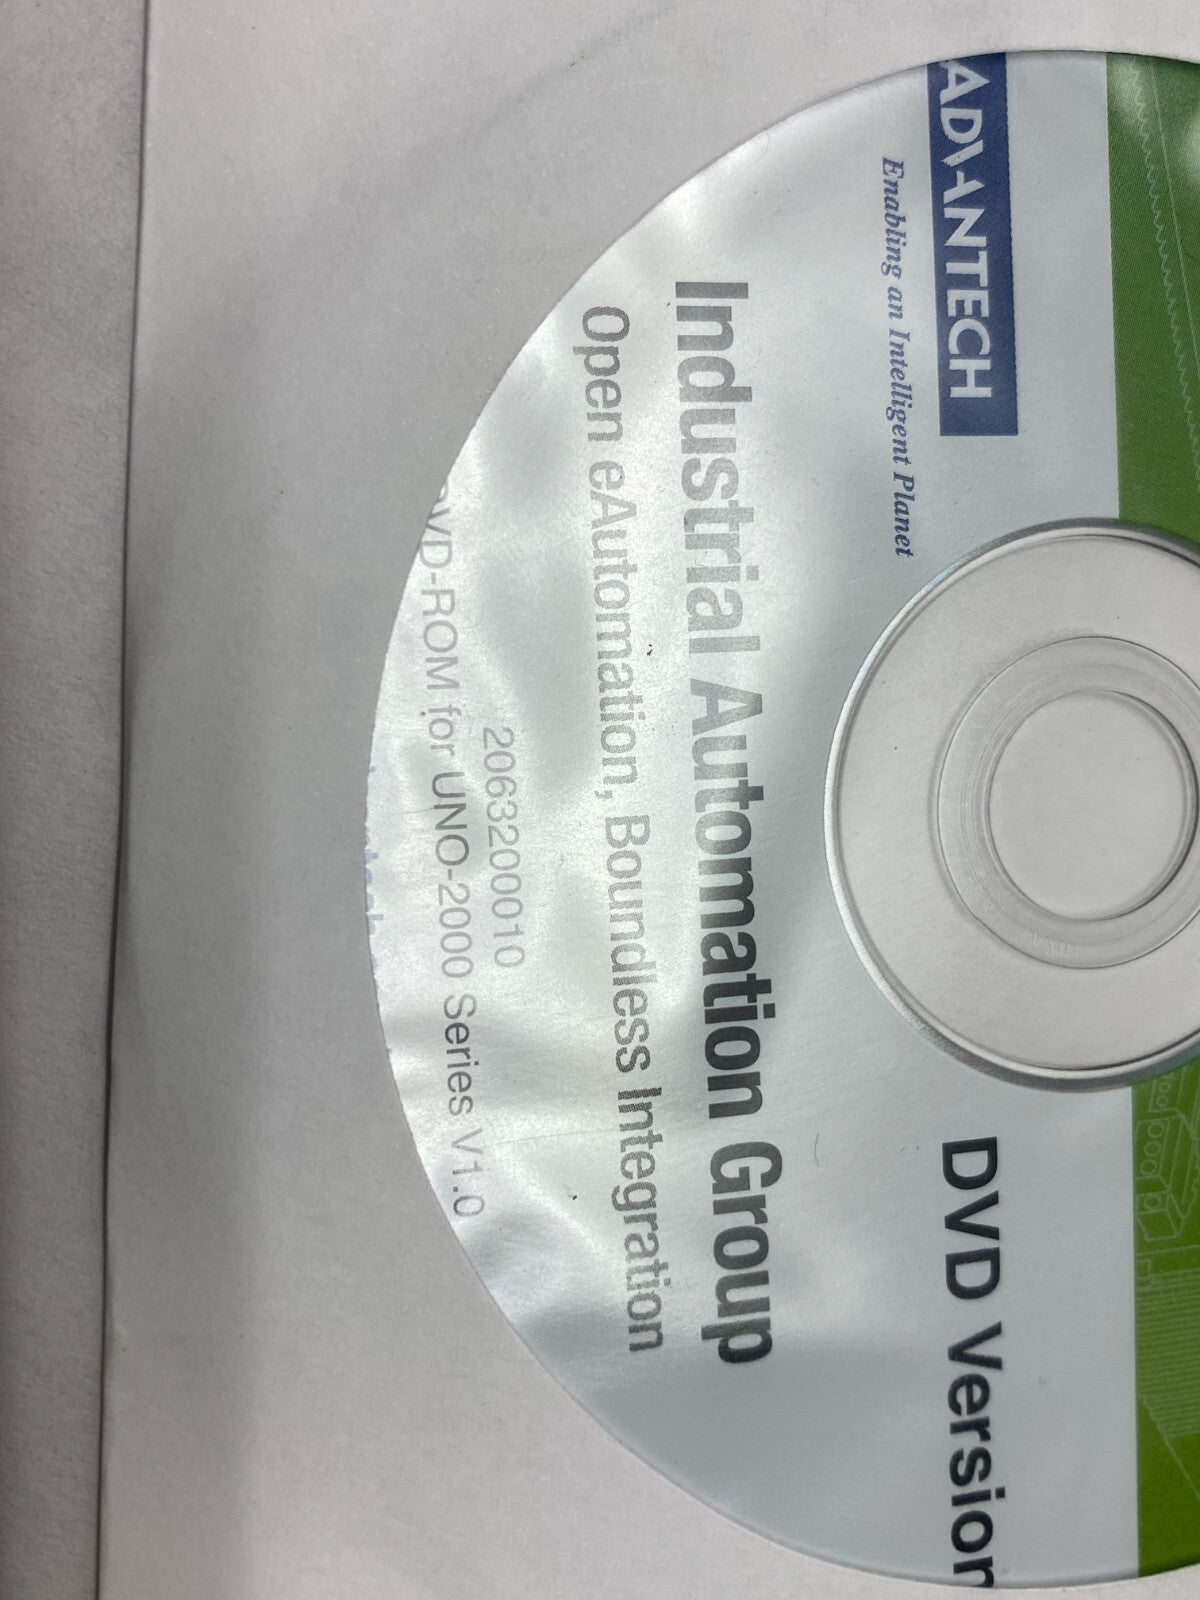 ADVANTECH
Enabling an Intelligent Planet
DVD Version
Industrial Automation Group
Open eAutomation, Boundless Integration
2063200010
DVD-ROM for UNO-2000 Series V1.0